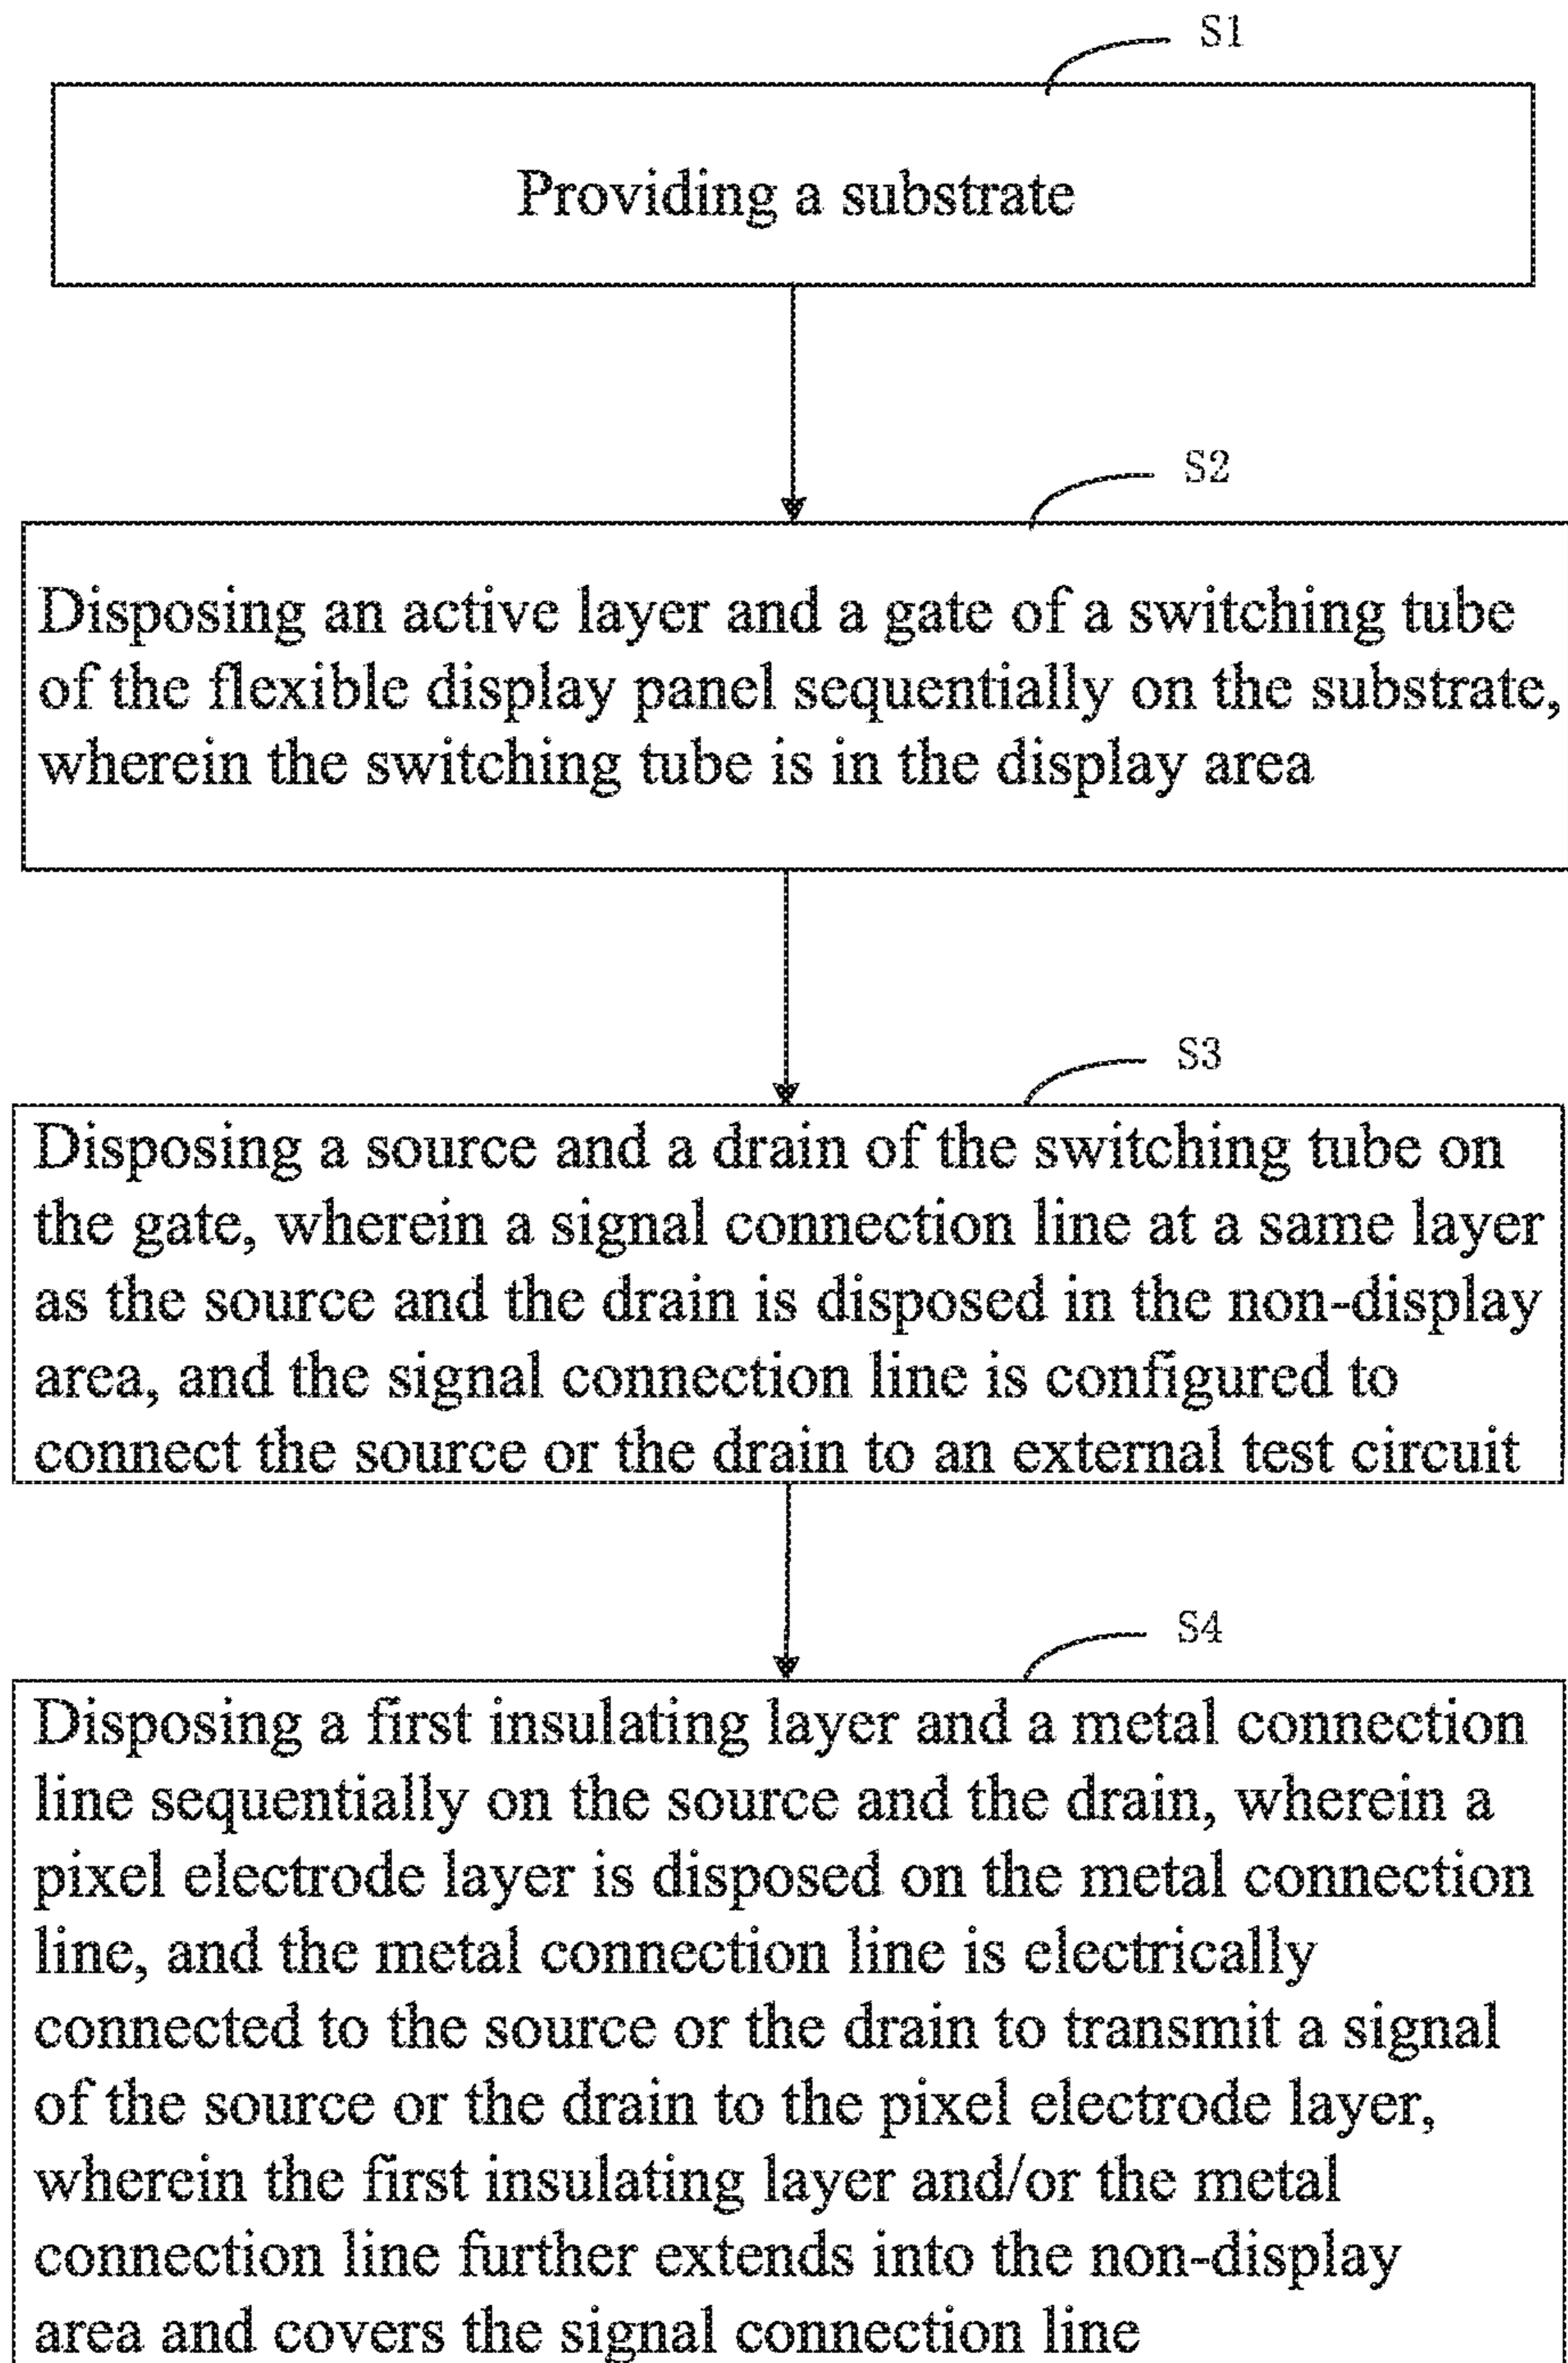 S1
Providing a substrate
S2
Disposing an active layer and a gate of a switching tube
of the flexible display panel sequentially on the substrate,
wherein the switching tube is in the display area
S3
Disposing a source and a drain of the switching tube on
the gate, wherein a signal connection line at a same layer
as the source and the drain is disposed in the non-display
area, and the signal connection line is configured to
connect the source or the drain to an external test circuit
S4
Disposing a first insulating layer and a metal connection
line sequentially on the source and the drain, wherein a
pixel electrode layer is disposed on the metal connection
line, and the metal connection line is electrically
connected to the source or the drain to transmit a signal
of the source or the drain to the pixel electrode layer,
wherein the first insulating layer and/or the metal
connection line further extends into the non-display
area and covers the signal connection line